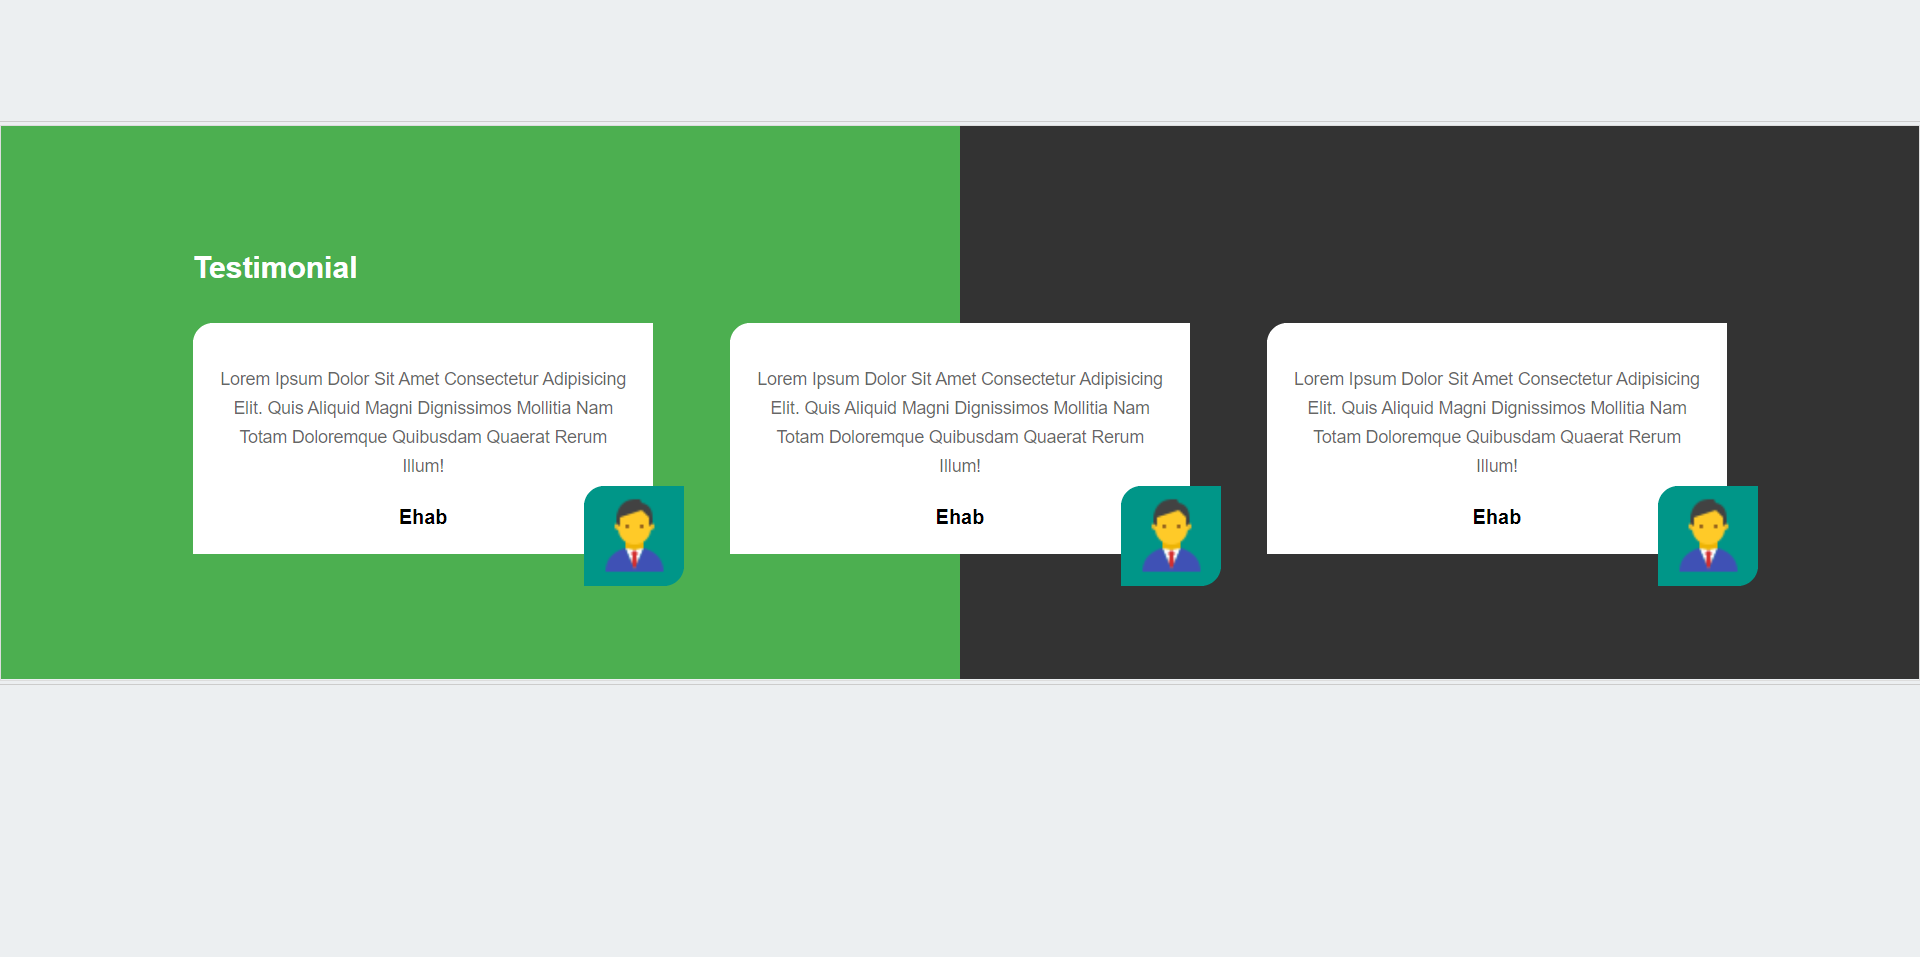 Testimonial
Lorem Ipsum Dolor Sit Amet Consectetur Adipisicing
Elit. Quis Aliquid Magni Dignissimos Mollitia Nam
Totam Doloremque Quibusdam Quaerat Rerum
Illum!
Ehab
Lorem Ipsum Dolor Sit Amet Consectetur Adipisicing
Elit. Quis Aliquid Magni Dignissimos Mollitia Nam
Totam Doloremque Quibusdam Quaerat Rerum
Illum!
Ehab
Lorem Ipsum Dolor Sit Amet Consectetur Adipisicing
Elit. Quis Aliquid Magni Dignissimos Mollitia Nam
Totam Doloremque Quibusdam Quaerat Rerum
Illum!
Ehab